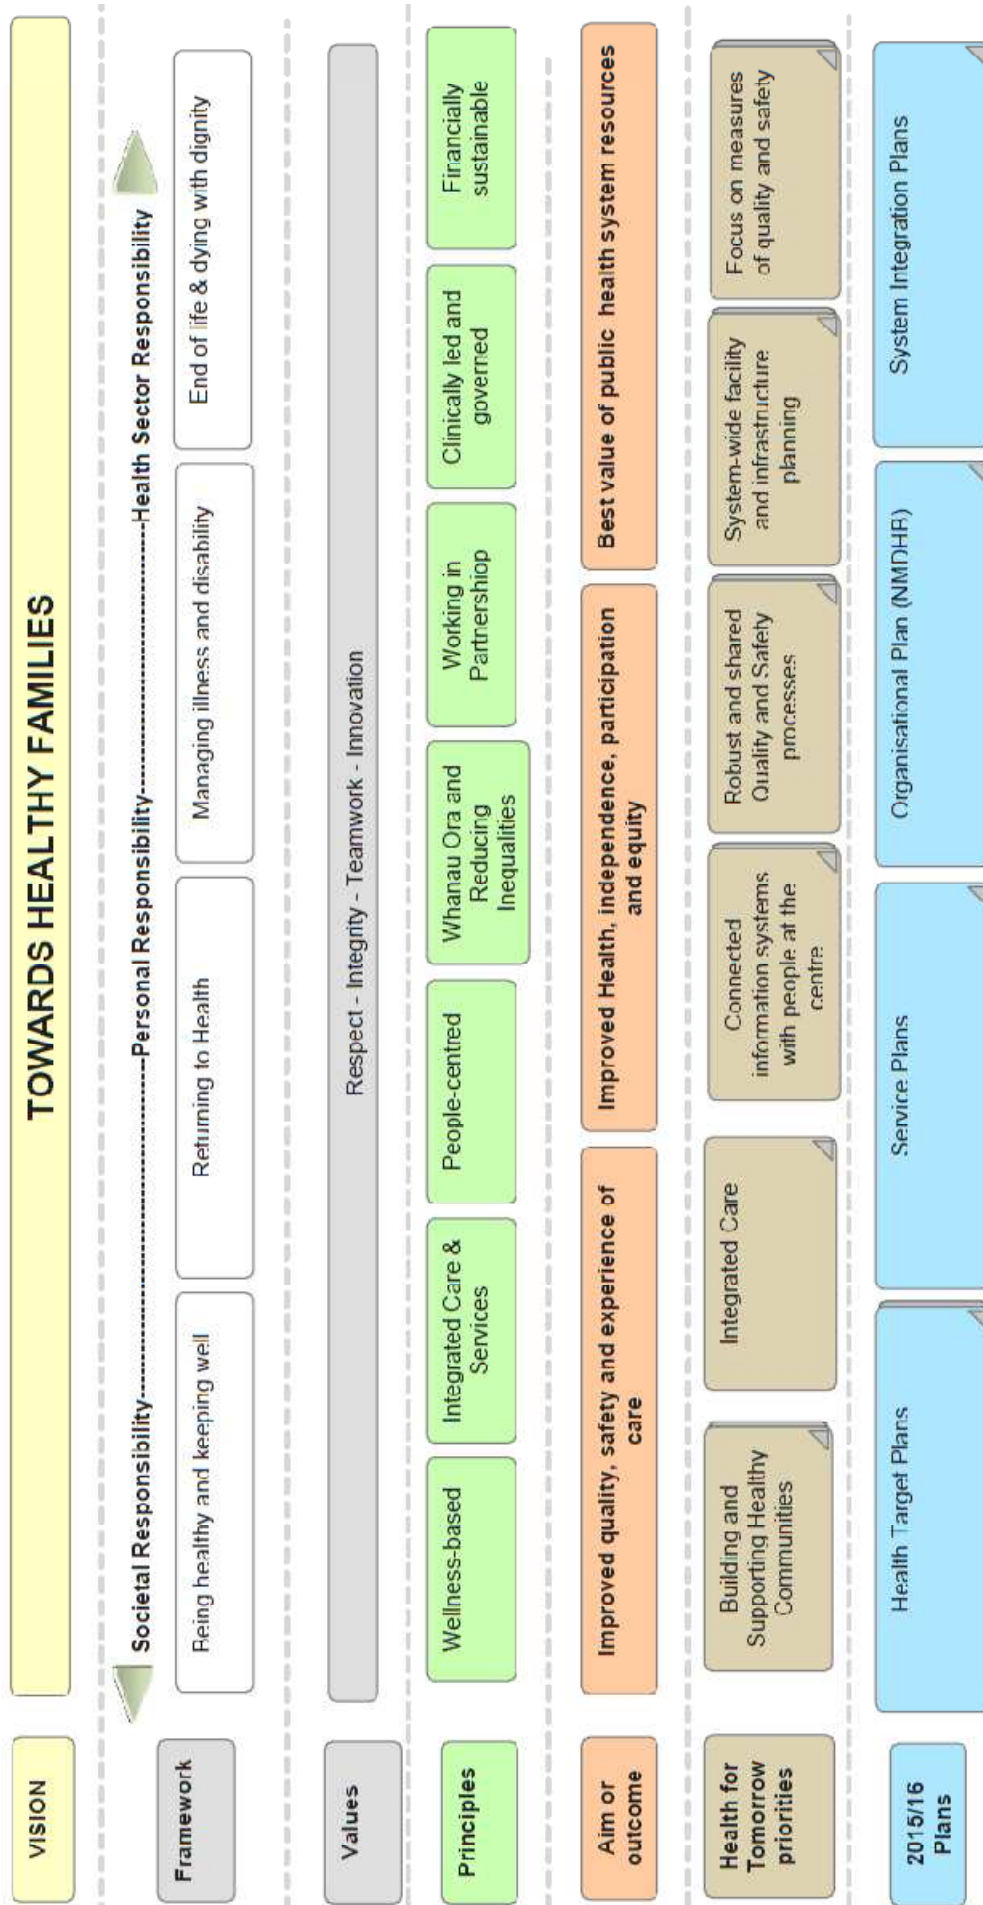 VISION
TOWARDS HEALTHY FAMILIES
Framework
Societal Responsibility------------------------------Personal Responsibility------------------------------Health Sector Responsibility
Being healthy and keeping well
Returning to Health
Managing illness and disability
End of life & dying with dignity
Values
Respect - Integrity - Teamwork - Innovation
Principles
Wellness-based
Integrated Care &
Services
People-centred
Whanau Ora and
Reducing
Inequalities
Working in
Partnershiop
Clinically led and
governed
Financially
sustainable
Aim or
outcome
Improved quality, safety and experience of
care
Improved Health, independence, participation
and equity
Best value of public health system resources
Health for
Tomorrow
priorities
Building and
Supporting Healthy
Communities
Integrated Care
Connected
information systems
with people at the
centre.
Robust and shared
Quality and Safety
processes
System-wide facility
and infrastructure
planning
Focus on measures
of quality and safety
2015/16
Plans
Health Target Plans
Service Plans
Organisational Plan (NMDHR)
System Integration Plans